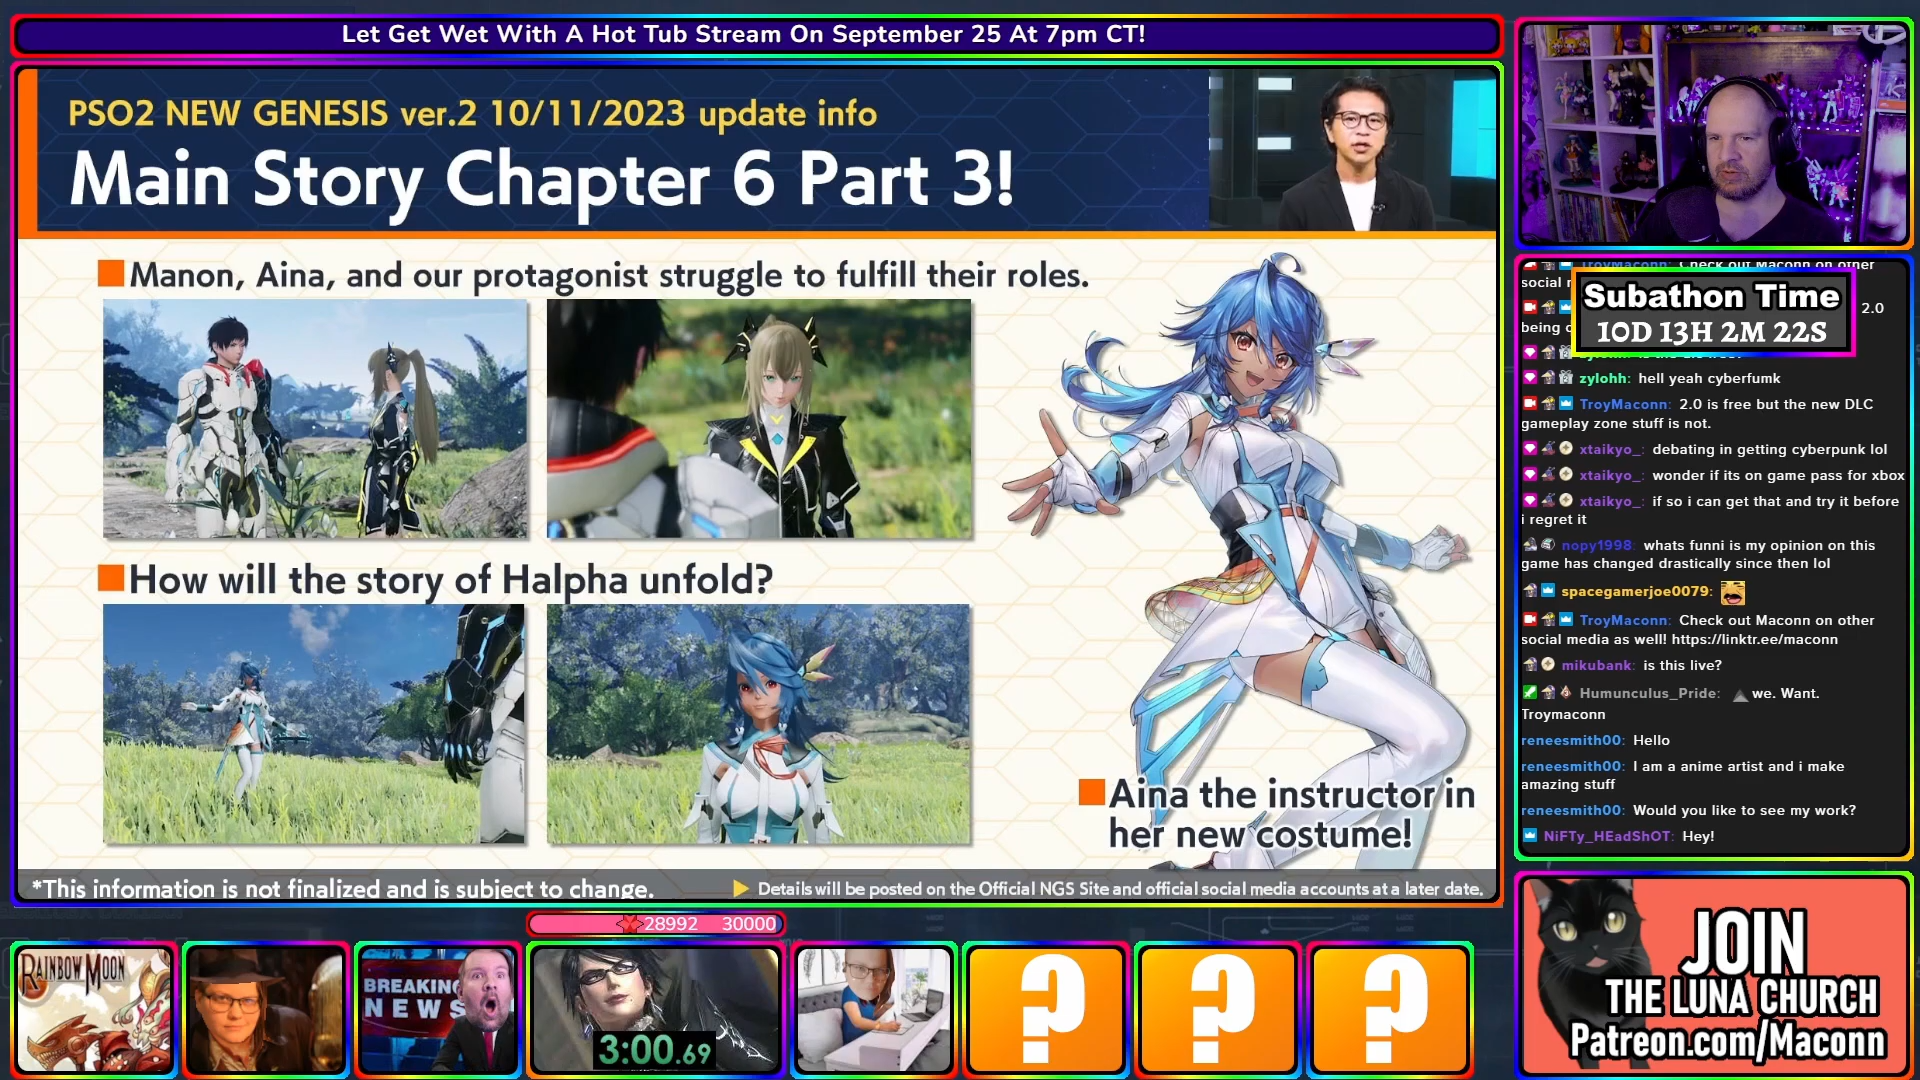 Let Get Wet With A Hot Tub Stream On September 25 At 7pm CT!
PSO2 NEW GENESIS ver.2 10/11/2023 update info
Main Story Chapter 6 Part 3!
Manon, Aina, and our protagonist struggle to fulfill their roles.
How will the story of Halpha unfold?
Aina the instructor in
her new costume!
*This information is not finalized and is subject to change.
Details will be posted on the Official NGS Site and official social media accounts at a later date.
TroyMaconn: Check out Maconn on other
social
Subathon Time
10D 13H 2M 22S
2.0
being
zylohh: hell yeah cyberfumk
TroyMaconn: 2.0 is free but the new DLC
gameplay zone stuff is not.
xtaikyo_: debating in getting cyberpunk lol
xtaikyo_: wonder if its on game pass for xbox
xtaikyo_: if so i can get that and try it before
i regret it
nopy1998: whats funni is my opinion on this
game has changed drastically since then lol
spacegamerjoe0079:
TroyMaconn: Check out Maconn on other
social media as well! https://linktr.ee/maconn
mikubank: is this live?
Humunculus_Pride: we. Want.
Troymaconn
reneesmith00: Hello
reneesmith00: I am a anime artist and i make
amazing stuff
reneesmith00: Would you like to see my work?
NiFTy_HEadShOT: Hey!
28992 30000
RAINBOW MOON
BREAKING
NEWS
3:00.69
?
?
?
JOIN
THE LUNA CHURCH
Patreon.com/Maconn